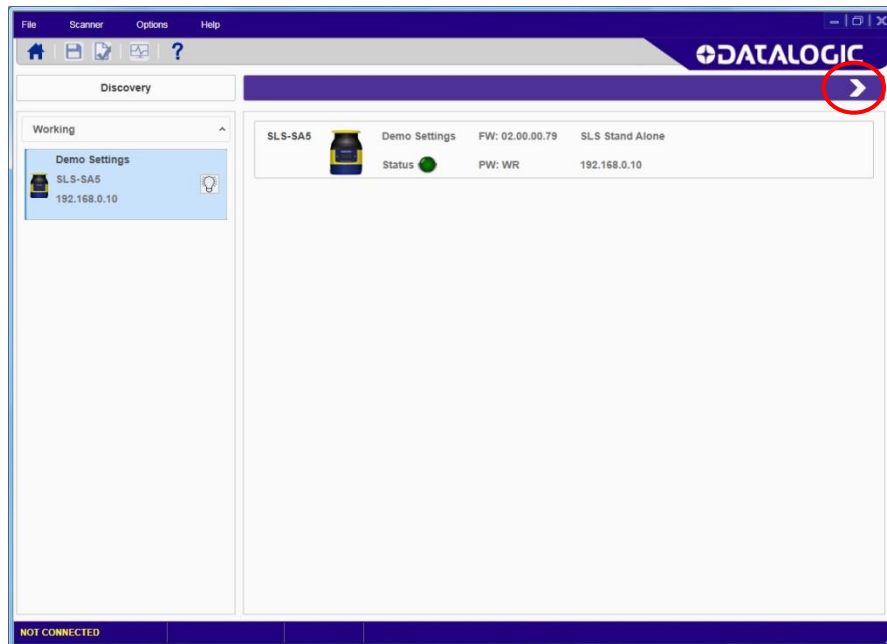 File Scanner Options Help
?
DATALOGIC
Discovery
Working
Demo Settings
SLS-SA5
192.168.0.10
SLS-SA5 Demo Settings FW: 02.00.00.79 SLS Stand Alone
Status PW: WR 192.168.0.10
NOT CONNECTED